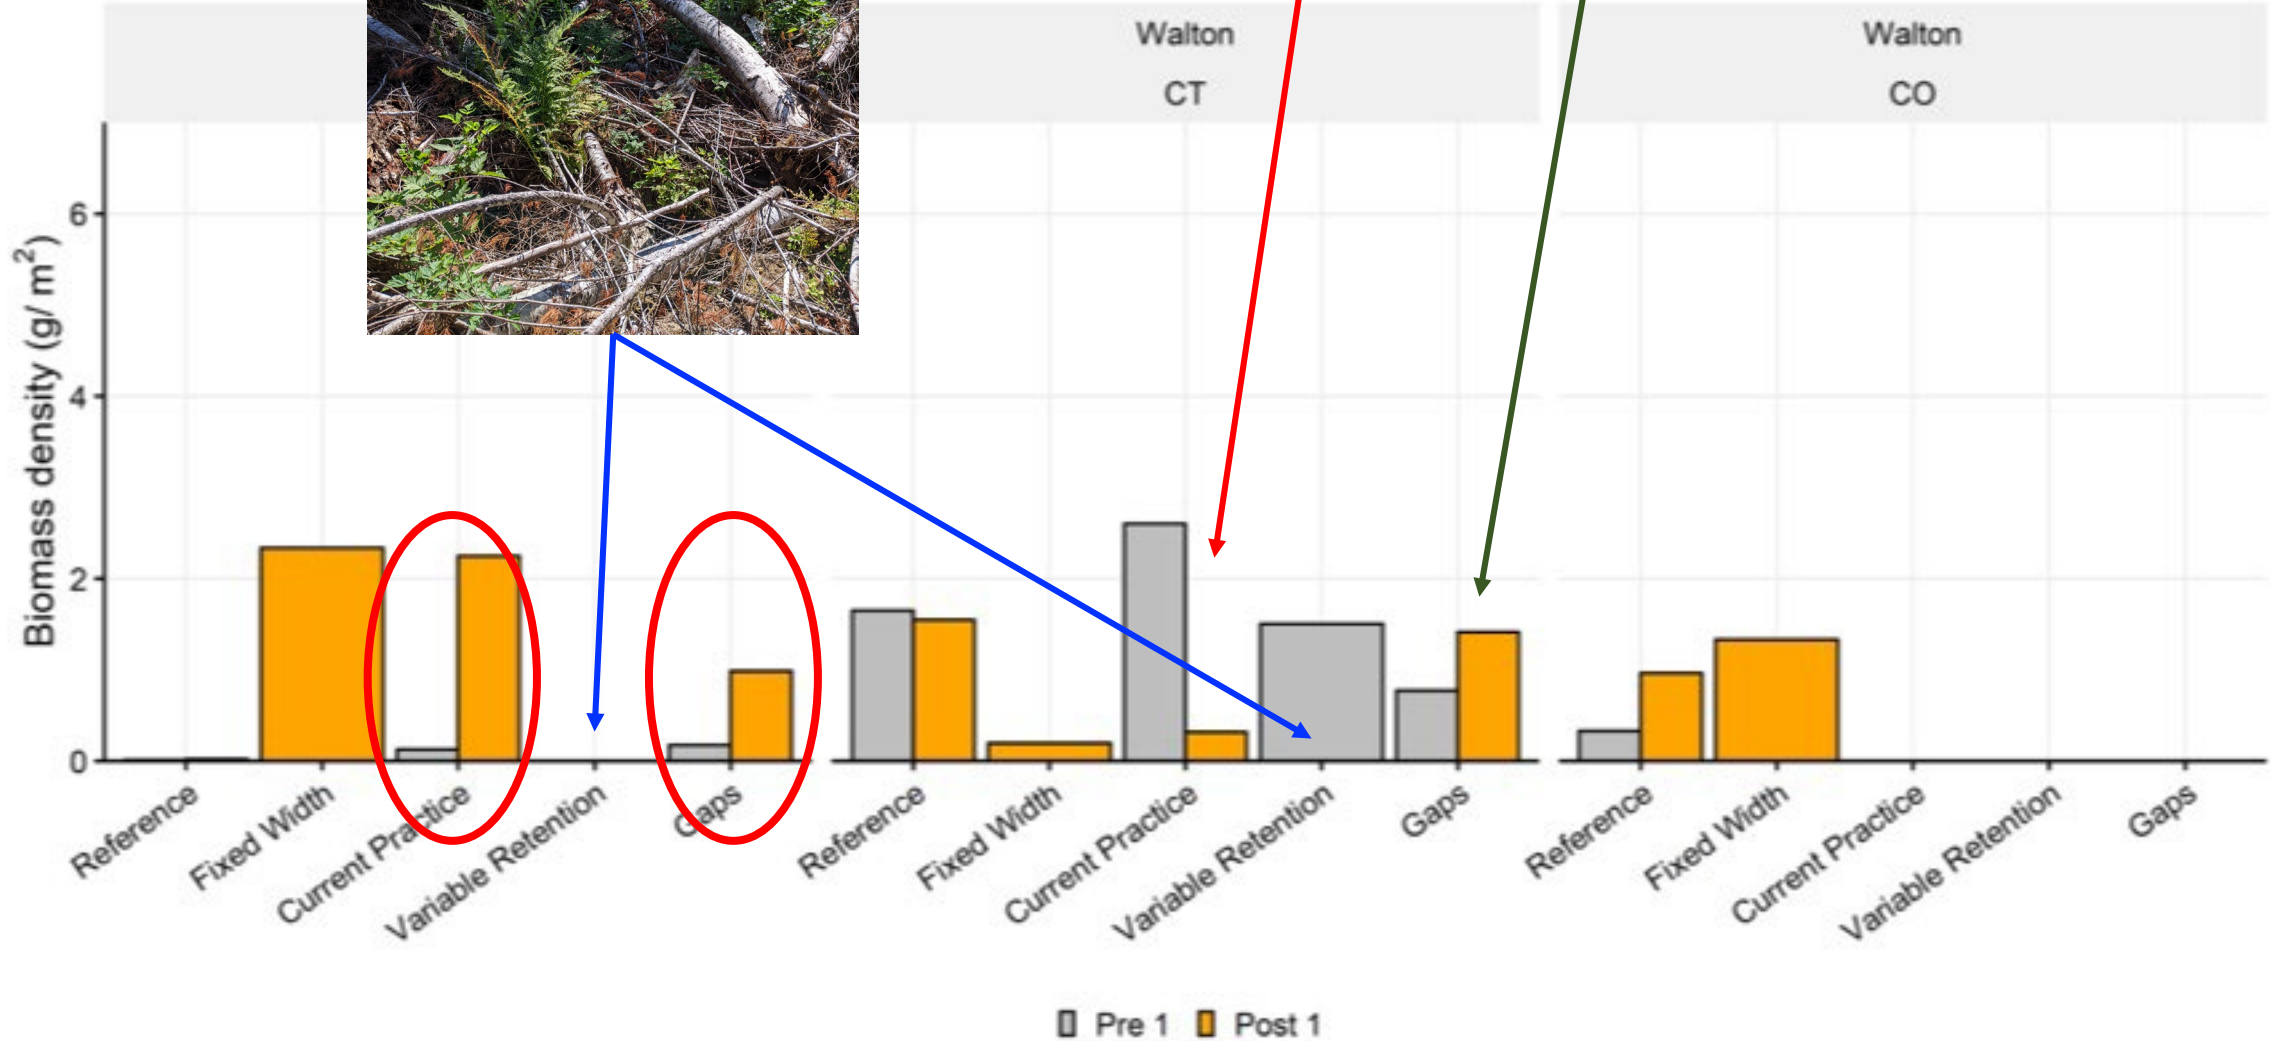 Walton
CT
Walton
CO
Biomass density (g/ m²)
6
4
2
0
Reference
Fixed Width
Current Practice
Variable Retention
Gaps
Reference
Fixed Width
Current Practice
Variable Retention
Gaps
Reference
Fixed Width
Current Practice
Variable Retention
Gaps
Pre 1 Post 1